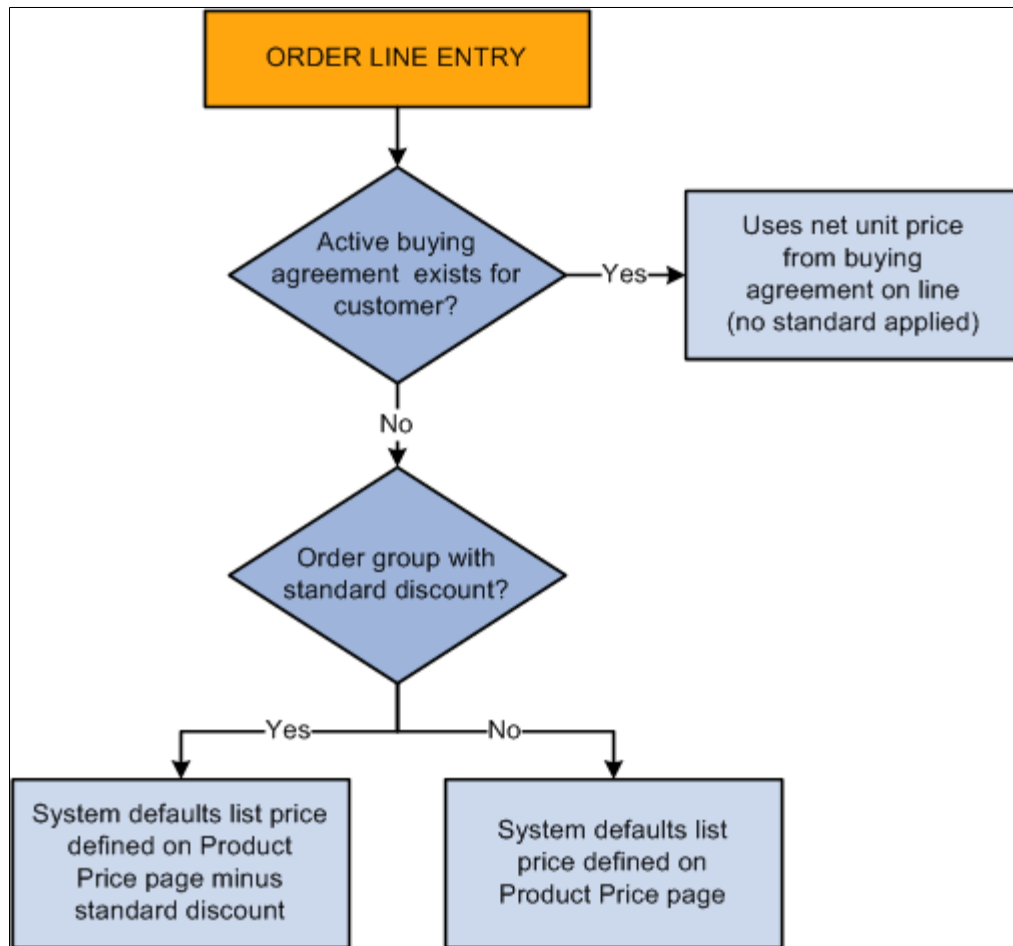 ORDER LINE ENTRY
Active buying
agreement exists for
customer?
Yes
Uses net unit price
from buying
agreement on line
(no standard applied)
No
Order group with
standard discount?
Yes
No
System defaults list price
defined on Product
Price page minus
standard discount
System defaults list
price defined on
Product Price page